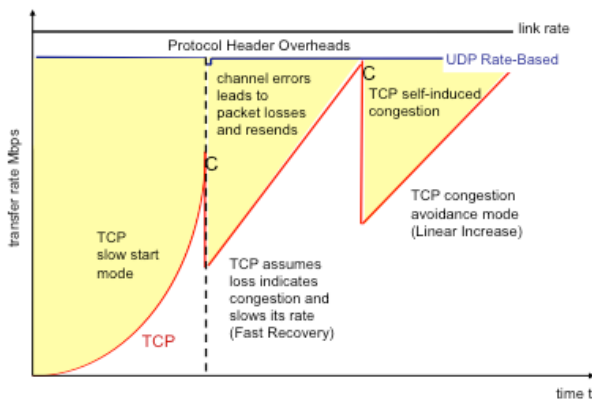 link rate
Protocol Header Overheads
UDP Rate-Based
channel errors
leads to
packet losses
and resends
C
TCP self-induced
congestion
C
transfer rate Mbps
TCP congestion
avoidance mode
(Linear Increase)
TCP
slow start
mode
TCP assumes
loss indicates
congestion and
slows its rate
(Fast Recovery)
TCP
time t